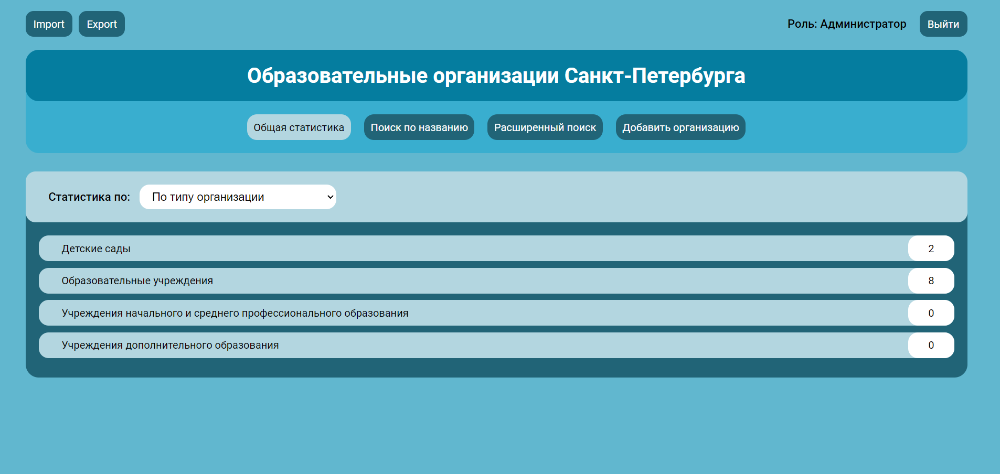 Import Export Роль: Администратор Выйти
Образовательные организации Санкт-Петербурга
Общая статистика Поиск по названию Расширенный поиск Добавить организацию
Статистика по: По типу организации
Детские сады 2
Образовательные учреждения 8
Учреждения начального и среднего профессионального образования 0
Учреждения дополнительного образования 0